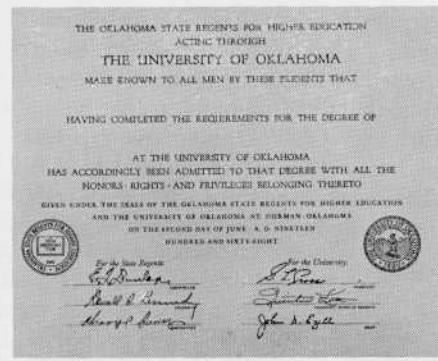 THE OKLAHOMA STATE REGENTS FOR HIGHER EDUCATION
ACTING THROUGH
THE UNIVERSITY OF OKLAHOMA
MAKE KNOWN TO ALL MEN BY THESE PRESENTS THAT
HAVING COMPLETED THE REQUIREMENTS FOR THE DEGREE OF
AT THE UNIVERSITY OF OKLAHOMA
HAS ACCORDINGLY BEEN ADMITTED TO THAT DEGREE WITH ALL THE
HONORS · RIGHTS · AND PRIVILEGES BELONGING THERETO
GIVEN UNDER THE SEALS OF THE OKLAHOMA STATE REGENTS FOR HIGHER EDUCATION
AND THE UNIVERSITY OF OKLAHOMA AT NORMAN · OKLAHOMA
ON THE SECOND DAY OF JUNE A. D. NINETEEN
HUNDRED AND SIXTY-EIGHT
For the State Regents:
For the University:
E. T. Dunlap